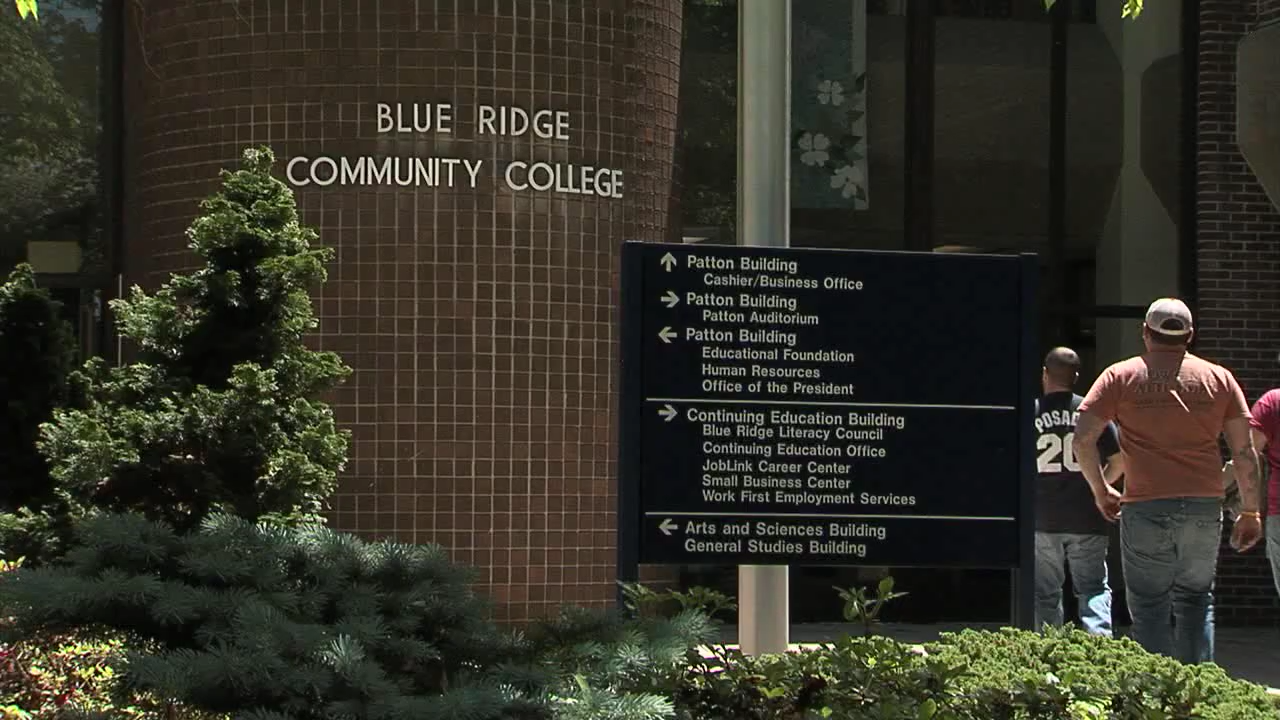 BLUE RIDGE
COMMUNITY COLLEGE
↑ Patton Building
Cashier/Business Office
→ Patton Building
Patton Auditorium
← Patton Building
Educational Foundation
Human Resources
Office of the President
→ Continuing Education Building
Blue Ridge Literacy Council
Continuing Education Office
JobLink Career Center
Small Business Center
Work First Employment Services
← Arts and Sciences Building
General Studies Building
20